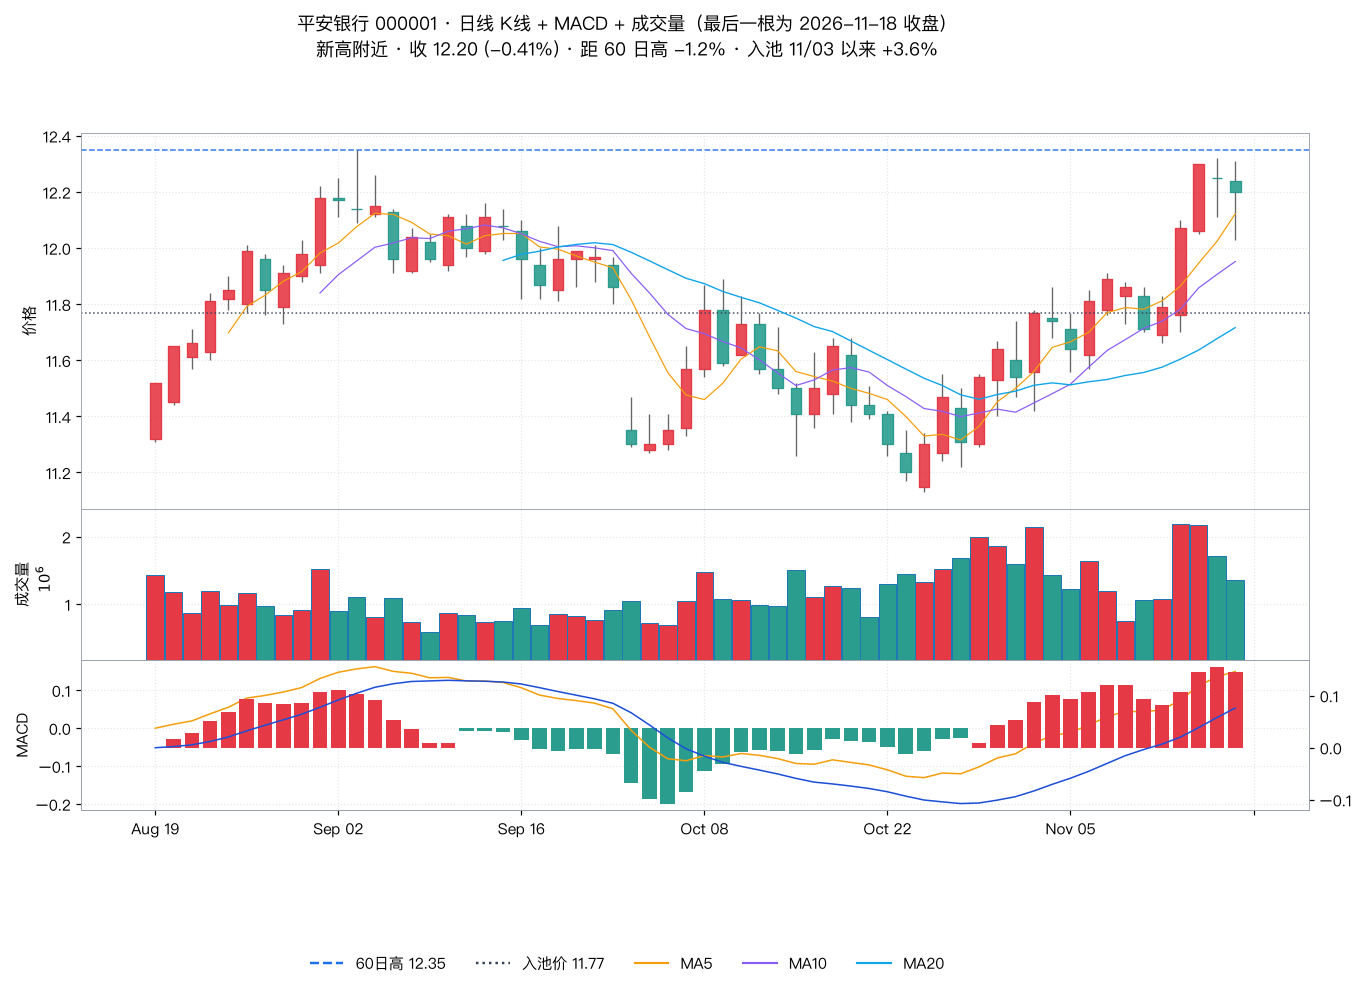 平安银行 000001 · 日线 K线 + MACD + 成交量（最后一根为 2026−11−18 收盘）
新高附近 · 收 12.20 (−0.41%) · 距 60 日高 −1.2% · 入池 11/03 以来 +3.6%
12.4
12.2
12.0
11.8
11.6
11.4
11.2
价格
2
1
成交量
10⁶
0.1
0.0
−0.1
−0.2
MACD
0.1
0.0
−0.1
Aug 19
Sep 02
Sep 16
Oct 08
Oct 22
Nov 05
60日高 12.35
入池价 11.77
MA5
MA10
MA20